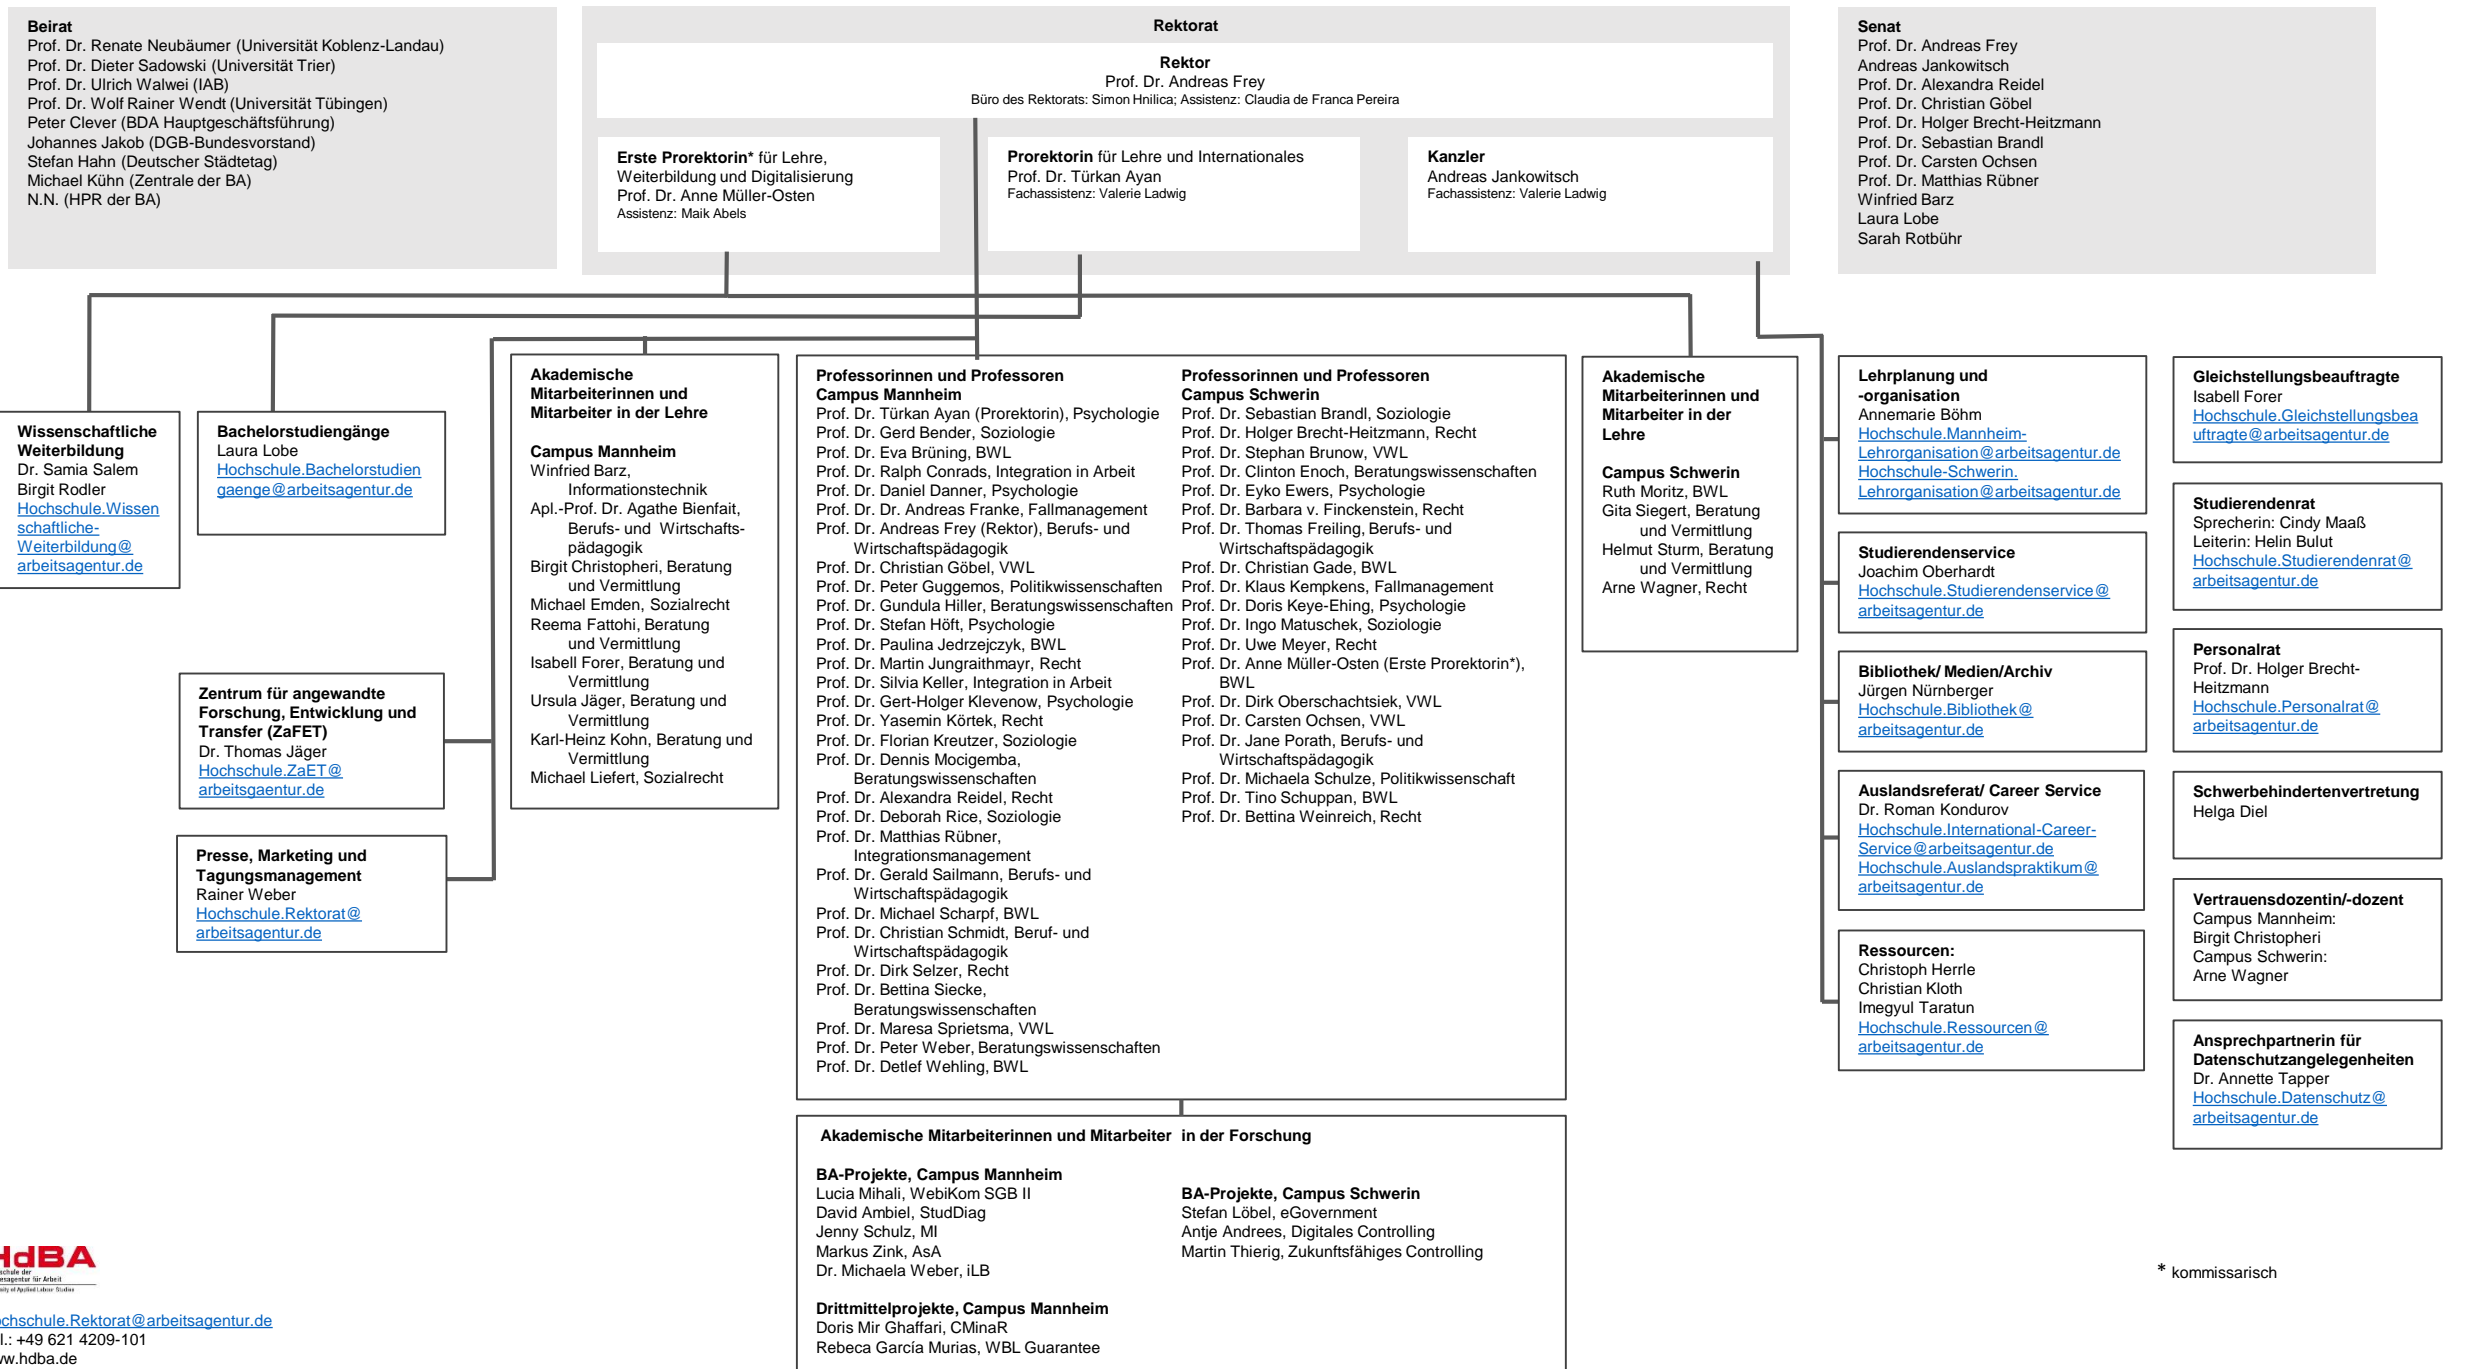 Beirat
Prof. Dr. Renate Neubäumer (Universität Koblenz-Landau)
Prof. Dr. Dieter Sadowski (Universität Trier)
Prof. Dr. Ulrich Walwei (IAB)
Prof. Dr. Wolf Rainer Wendt (Universität Tübingen)
Peter Clever (BDA Hauptgeschäftsführung)
Johannes Jakob (DGB-Bundesvorstand)
Stefan Hahn (Deutscher Städtetag)
Michael Kühn (Zentrale der BA)
N.N. (HPR der BA)
Rektorat
Rektor
Prof. Dr. Andreas Frey
Büro des Rektorats: Simon Hnilica; Assistenz: Claudia de Franca Pereira
Erste Prorektorin* für Lehre,
Weiterbildung und Digitalisierung
Prof. Dr. Anne Müller-Osten
Assistenz: Maik Abels
Prorektorin für Lehre und Internationales
Prof. Dr. Türkan Ayan
Fachassistenz: Valerie Ladwig
Kanzler
Andreas Jankowitsch
Fachassistenz: Valerie Ladwig
Senat
Prof. Dr. Andreas Frey
Andreas Jankowitsch
Prof. Dr. Alexandra Reidel
Prof. Dr. Christian Göbel
Prof. Dr. Holger Brecht-Heitzmann
Prof. Dr. Sebastian Brandl
Prof. Dr. Carsten Ochsen
Prof. Dr. Matthias Rübner
Winfried Barz
Laura Lobe
Sarah Rotbühr
Wissenschaftliche
Weiterbildung
Dr. Samia Salem
Birgit Rodler
Hochschule.Wissen
schaftliche-
Weiterbildung@
arbeitsagentur.de
Bachelorstudiengänge
Laura Lobe
Hochschule.Bachelorstudien
gaenge@arbeitsagentur.de
Zentrum für angewandte
Forschung, Entwicklung und
Transfer (ZaFET)
Dr. Thomas Jäger
Hochschule.ZaET@
arbeitsgaentur.de
Presse, Marketing und
Tagungsmanagement
Rainer Weber
Hochschule.Rektorat@
arbeitsagentur.de
Akademische
Mitarbeiterinnen und
Mitarbeiter in der Lehre
Campus Mannheim
Winfried Barz,
Informationstechnik
Apl.-Prof. Dr. Agathe Bienfait,
Berufs- und Wirtschafts-
pädagogik
Birgit Christopheri, Beratung
und Vermittlung
Michael Emden, Sozialrecht
Reema Fattohi, Beratung
und Vermittlung
Isabell Forer, Beratung und
Vermittlung
Ursula Jäger, Beratung und
Vermittlung
Karl-Heinz Kohn, Beratung und
Vermittlung
Michael Liefert, Sozialrecht
Professorinnen und Professoren
Campus Mannheim
Prof. Dr. Türkan Ayan (Prorektorin), Psychologie
Prof. Dr. Gerd Bender, Soziologie
Prof. Dr. Eva Brüning, BWL
Prof. Dr. Ralph Conrads, Integration in Arbeit
Prof. Dr. Daniel Danner, Psychologie
Prof. Dr. Dr. Andreas Franke, Fallmanagement
Prof. Dr. Andreas Frey (Rektor), Berufs- und
Wirtschaftspädagogik
Prof. Dr. Christian Göbel, VWL
Prof. Dr. Peter Guggemos, Politikwissenschaften
Prof. Dr. Gundula Hiller, Beratungswissenschaften
Prof. Dr. Stefan Höft, Psychologie
Prof. Dr. Paulina Jedrzejczyk, BWL
Prof. Dr. Martin Jungraithmayr, Recht
Prof. Dr. Silvia Keller, Integration in Arbeit
Prof. Dr. Gert-Holger Klevenow, Psychologie
Prof. Dr. Yasemin Körtek, Recht
Prof. Dr. Florian Kreutzer, Soziologie
Prof. Dr. Dennis Mocigemba,
Beratungswissenschaften
Prof. Dr. Alexandra Reidel, Recht
Prof. Dr. Deborah Rice, Soziologie
Prof. Dr. Matthias Rübner,
Integrationsmanagement
Prof. Dr. Gerald Sailmann, Berufs- und
Wirtschaftspädagogik
Prof. Dr. Michael Scharpf, BWL
Prof. Dr. Christian Schmidt, Beruf- und
Wirtschaftspädagogik
Prof. Dr. Dirk Selzer, Recht
Prof. Dr. Bettina Siecke,
Beratungswissenschaften
Prof. Dr. Maresa Sprietsma, VWL
Prof. Dr. Peter Weber, Beratungswissenschaften
Prof. Dr. Detlef Wehling, BWL
Professorinnen und Professoren
Campus Schwerin
Prof. Dr. Sebastian Brandl, Soziologie
Prof. Dr. Holger Brecht-Heitzmann, Recht
Prof. Dr. Stephan Brunow, VWL
Prof. Dr. Clinton Enoch, Beratungswissenschaften
Prof. Dr. Eyko Ewers, Psychologie
Prof. Dr. Barbara v. Finckenstein, Recht
Prof. Dr. Thomas Freiling, Berufs- und
Wirtschaftspädagogik
Prof. Dr. Christian Gade, BWL
Prof. Dr. Klaus Kempkens, Fallmanagement
Prof. Dr. Doris Keye-Ehing, Psychologie
Prof. Dr. Ingo Matuschek, Soziologie
Prof. Dr. Uwe Meyer, Recht
Prof. Dr. Anne Müller-Osten (Erste Prorektorin*),
BWL
Prof. Dr. Dirk Oberschachtsiek, VWL
Prof. Dr. Carsten Ochsen, VWL
Prof. Dr. Jane Porath, Berufs- und
Wirtschaftspädagogik
Prof. Dr. Michaela Schulze, Politikwissenschaft
Prof. Dr. Tino Schuppan, BWL
Prof. Dr. Bettina Weinreich, Recht
Akademische
Mitarbeiterinnen und
Mitarbeiter in der
Lehre
Campus Schwerin
Ruth Moritz, BWL
Gita Siegert, Beratung
und Vermittlung
Helmut Sturm, Beratung
und Vermittlung
Arne Wagner, Recht
Lehrplanung und
-organisation
Annemarie Böhm
Hochschule.Mannheim-
Lehrorganisation@arbeitsagentur.de
Hochschule-Schwerin.
Lehrorganisation@arbeitsagentur.de
Studierendenservice
Joachim Oberhardt
Hochschule.Studierendenservice@
arbeitsagentur.de
Bibliothek/ Medien/Archiv
Jürgen Nürnberger
Hochschule.Bibliothek@
arbeitsagentur.de
Auslandsreferat/ Career Service
Dr. Roman Kondurov
Hochschule.International-Career-
Service@arbeitsagentur.de
Hochschule.Auslandspraktikum@
arbeitsagentur.de
Ressourcen:
Christoph Herrle
Christian Kloth
Imegyul Taratun
Hochschule.Ressourcen@
arbeitsagentur.de
Gleichstellungsbeauftragte
Isabell Forer
Hochschule.Gleichstellungsbea
uftragte@arbeitsagentur.de
Studierendenrat
Sprecherin: Cindy Maaß
Leiterin: Helin Bulut
Hochschule.Studierendenrat@
arbeitsagentur.de
Personalrat
Prof. Dr. Holger Brecht-
Heitzmann
Hochschule.Personalrat@
arbeitsagentur.de
Schwerbehindertenvertretung
Helga Diel
Vertrauensdozentin/-dozent
Campus Mannheim:
Birgit Christopheri
Campus Schwerin:
Arne Wagner
Ansprechpartnerin für
Datenschutzangelegenheiten
Dr. Annette Tapper
Hochschule.Datenschutz@
arbeitsagentur.de
Akademische Mitarbeiterinnen und Mitarbeiter in der Forschung
BA-Projekte, Campus Mannheim
Lucia Mihali, WebiKom SGB II
David Ambiel, StudDiag
Jenny Schulz, MI
Markus Zink, AsA
Dr. Michaela Weber, iLB
Drittmittelprojekte, Campus Mannheim
Doris Mir Ghaffari, CMinaR
Rebeca García Murias, WBL Guarantee
BA-Projekte, Campus Schwerin
Stefan Löbel, eGovernment
Antje Andrees, Digitales Controlling
Martin Thierig, Zukunftsfähiges Controlling
* kommissarisch
HdBA
schule der
esagentur für Arbeit
sity of Applied Labour Studies
ochschule.Rektorat@arbeitsagentur.de
l.: +49 621 4209-101
ww.hdba.de